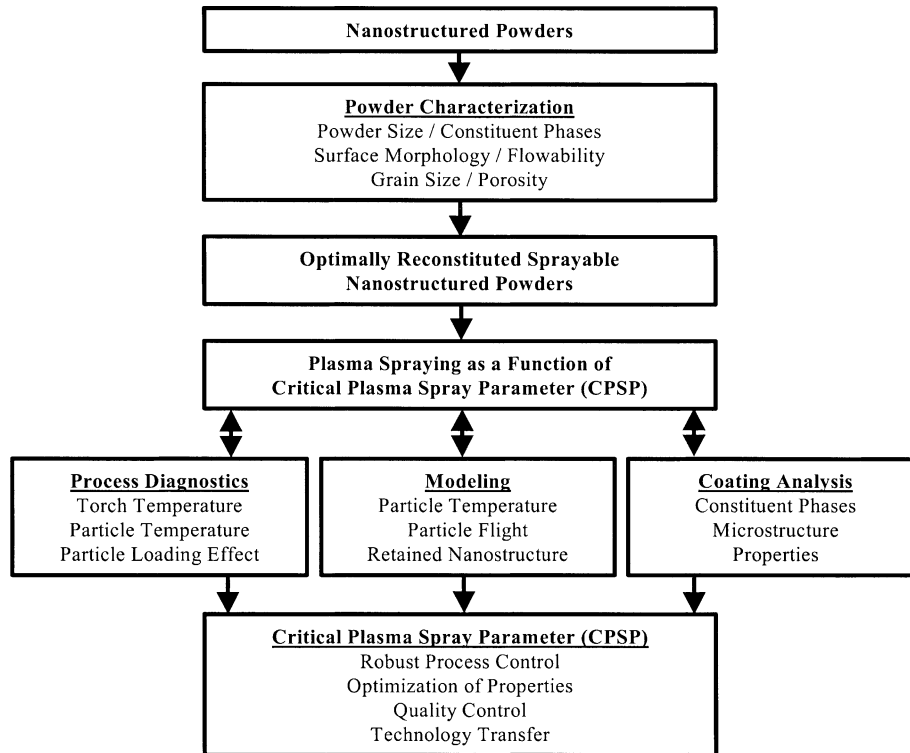 Nanostructured Powders
Powder Characterization
Powder Size / Constituent Phases
Surface Morphology / Flowability
Grain Size / Porosity
Optimally Reconstituted Sprayable
Nanostructured Powders
Plasma Spraying as a Function of
Critical Plasma Spray Parameter (CPSP)
Process Diagnostics
Torch Temperature
Particle Temperature
Particle Loading Effect
Modeling
Particle Temperature
Particle Flight
Retained Nanostructure
Coating Analysis
Constituent Phases
Microstructure
Properties
Critical Plasma Spray Parameter (CPSP)
Robust Process Control
Optimization of Properties
Quality Control
Technology Transfer